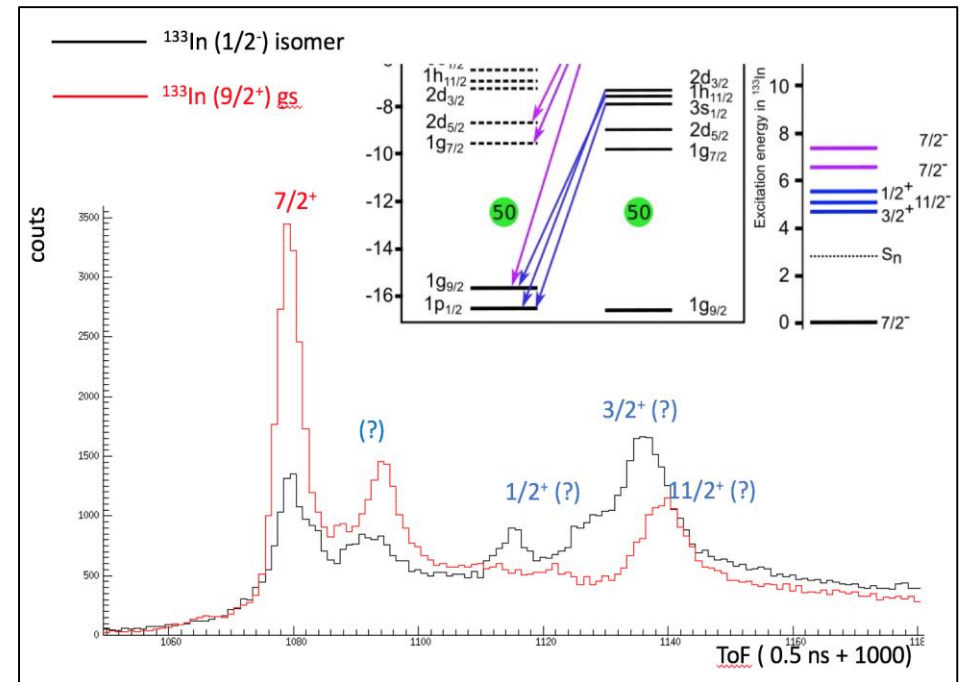 ¹³³In (1/2⁻) isomer
¹³³In (9/2⁺) gs
1h₁₁/₂
2d₃/₂
2d₅/₂
1g₇/₂
1g₉/₂
1p₁/₂
-8
-10
-12
-14
-16
50
50
2d₃/₂
1h₁₁/₂
3s₁/₂
2d₅/₂
1g₇/₂
1g₉/₂
Excitation energy in ¹³³In
10
8
6
4
2
0
7/2⁻
7/2⁻
1/2⁺
11/2⁻
3/2⁺
Sₙ
7/2⁻
couts
3500
3000
2500
2000
1500
1000
500
0
7/2⁺
(?)
1/2⁺ (?)
3/2⁺ (?)
11/2⁺ (?)
1060
1080
1100
1120
1140
1160
ToF ( 0.5 ns + 1000)